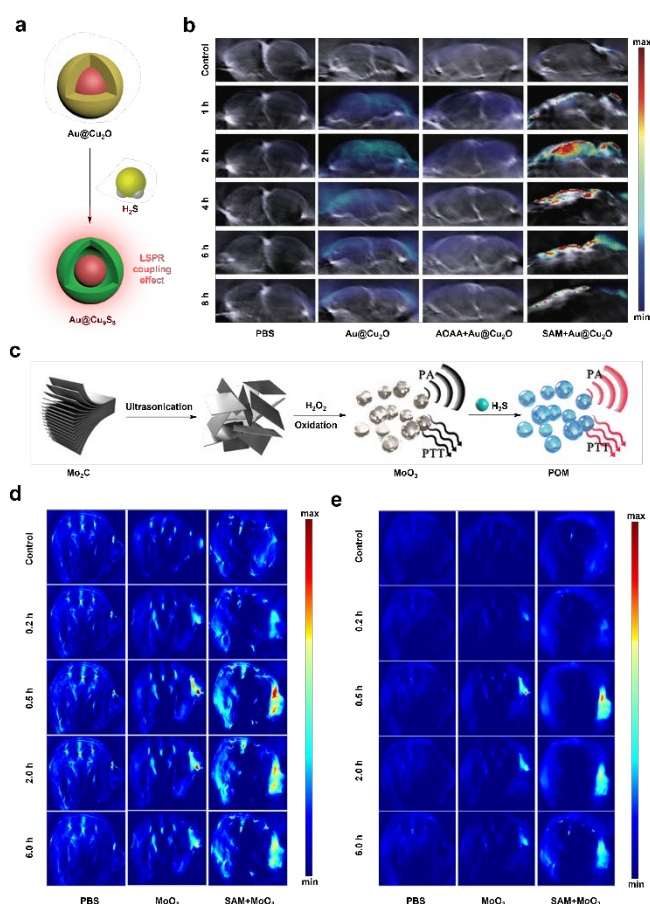 a
Au@Cu₂O
H₂S
LSPR
coupling
effect
Au@Cu₉S₈
b
Control
1 h
2 h
4 h
6 h
8 h
PBS
Au@Cu₂O
AOAA+Au@Cu₂O
SAM+Au@Cu₂O
max
min
c
Mo₂C
Ultrasonication
H₂O₂
Oxidation
PA
PTT
MoO₃
H₂S
PA
PTT
POM
d
Control
0.2 h
0.5 h
2.0 h
6.0 h
PBS
MoO₃
SAM+MoO₃
max
min
e
Control
0.2 h
0.5 h
2.0 h
6.0 h
PBS
MoO₃
SAM+MoO₃
max
min